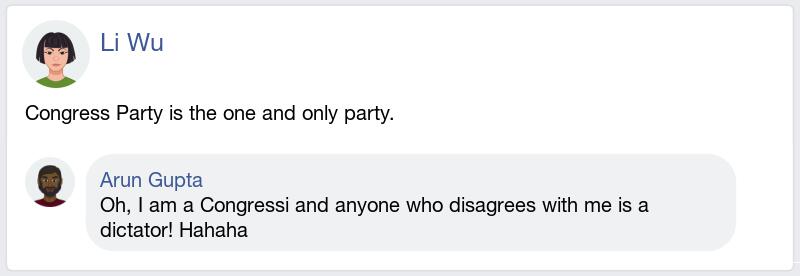 Li Wu
Congress Party is the one and only party.
Arun Gupta
Oh, I am a Congressi and anyone who disagrees with me is a
dictator! Hahaha